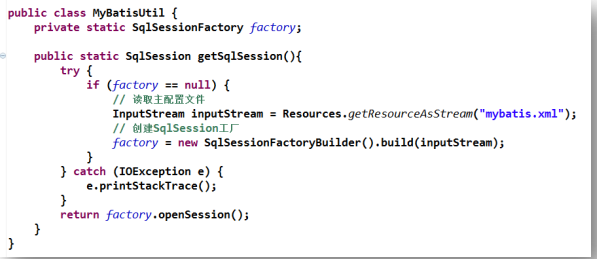 public class MyBatisUtil {
    private static SqlSessionFactory factory;

    public static SqlSession getSqlSession(){
        try {
            if (factory == null) {
                // 读取主配置文件
                InputStream inputStream = Resources.getResourceAsStream("mybatis.xml");
                // 创建SqlSession工厂
                factory = new SqlSessionFactoryBuilder().build(inputStream);
            }
        } catch (IOException e) {
            e.printStackTrace();
        }
        return factory.openSession();
    }
}